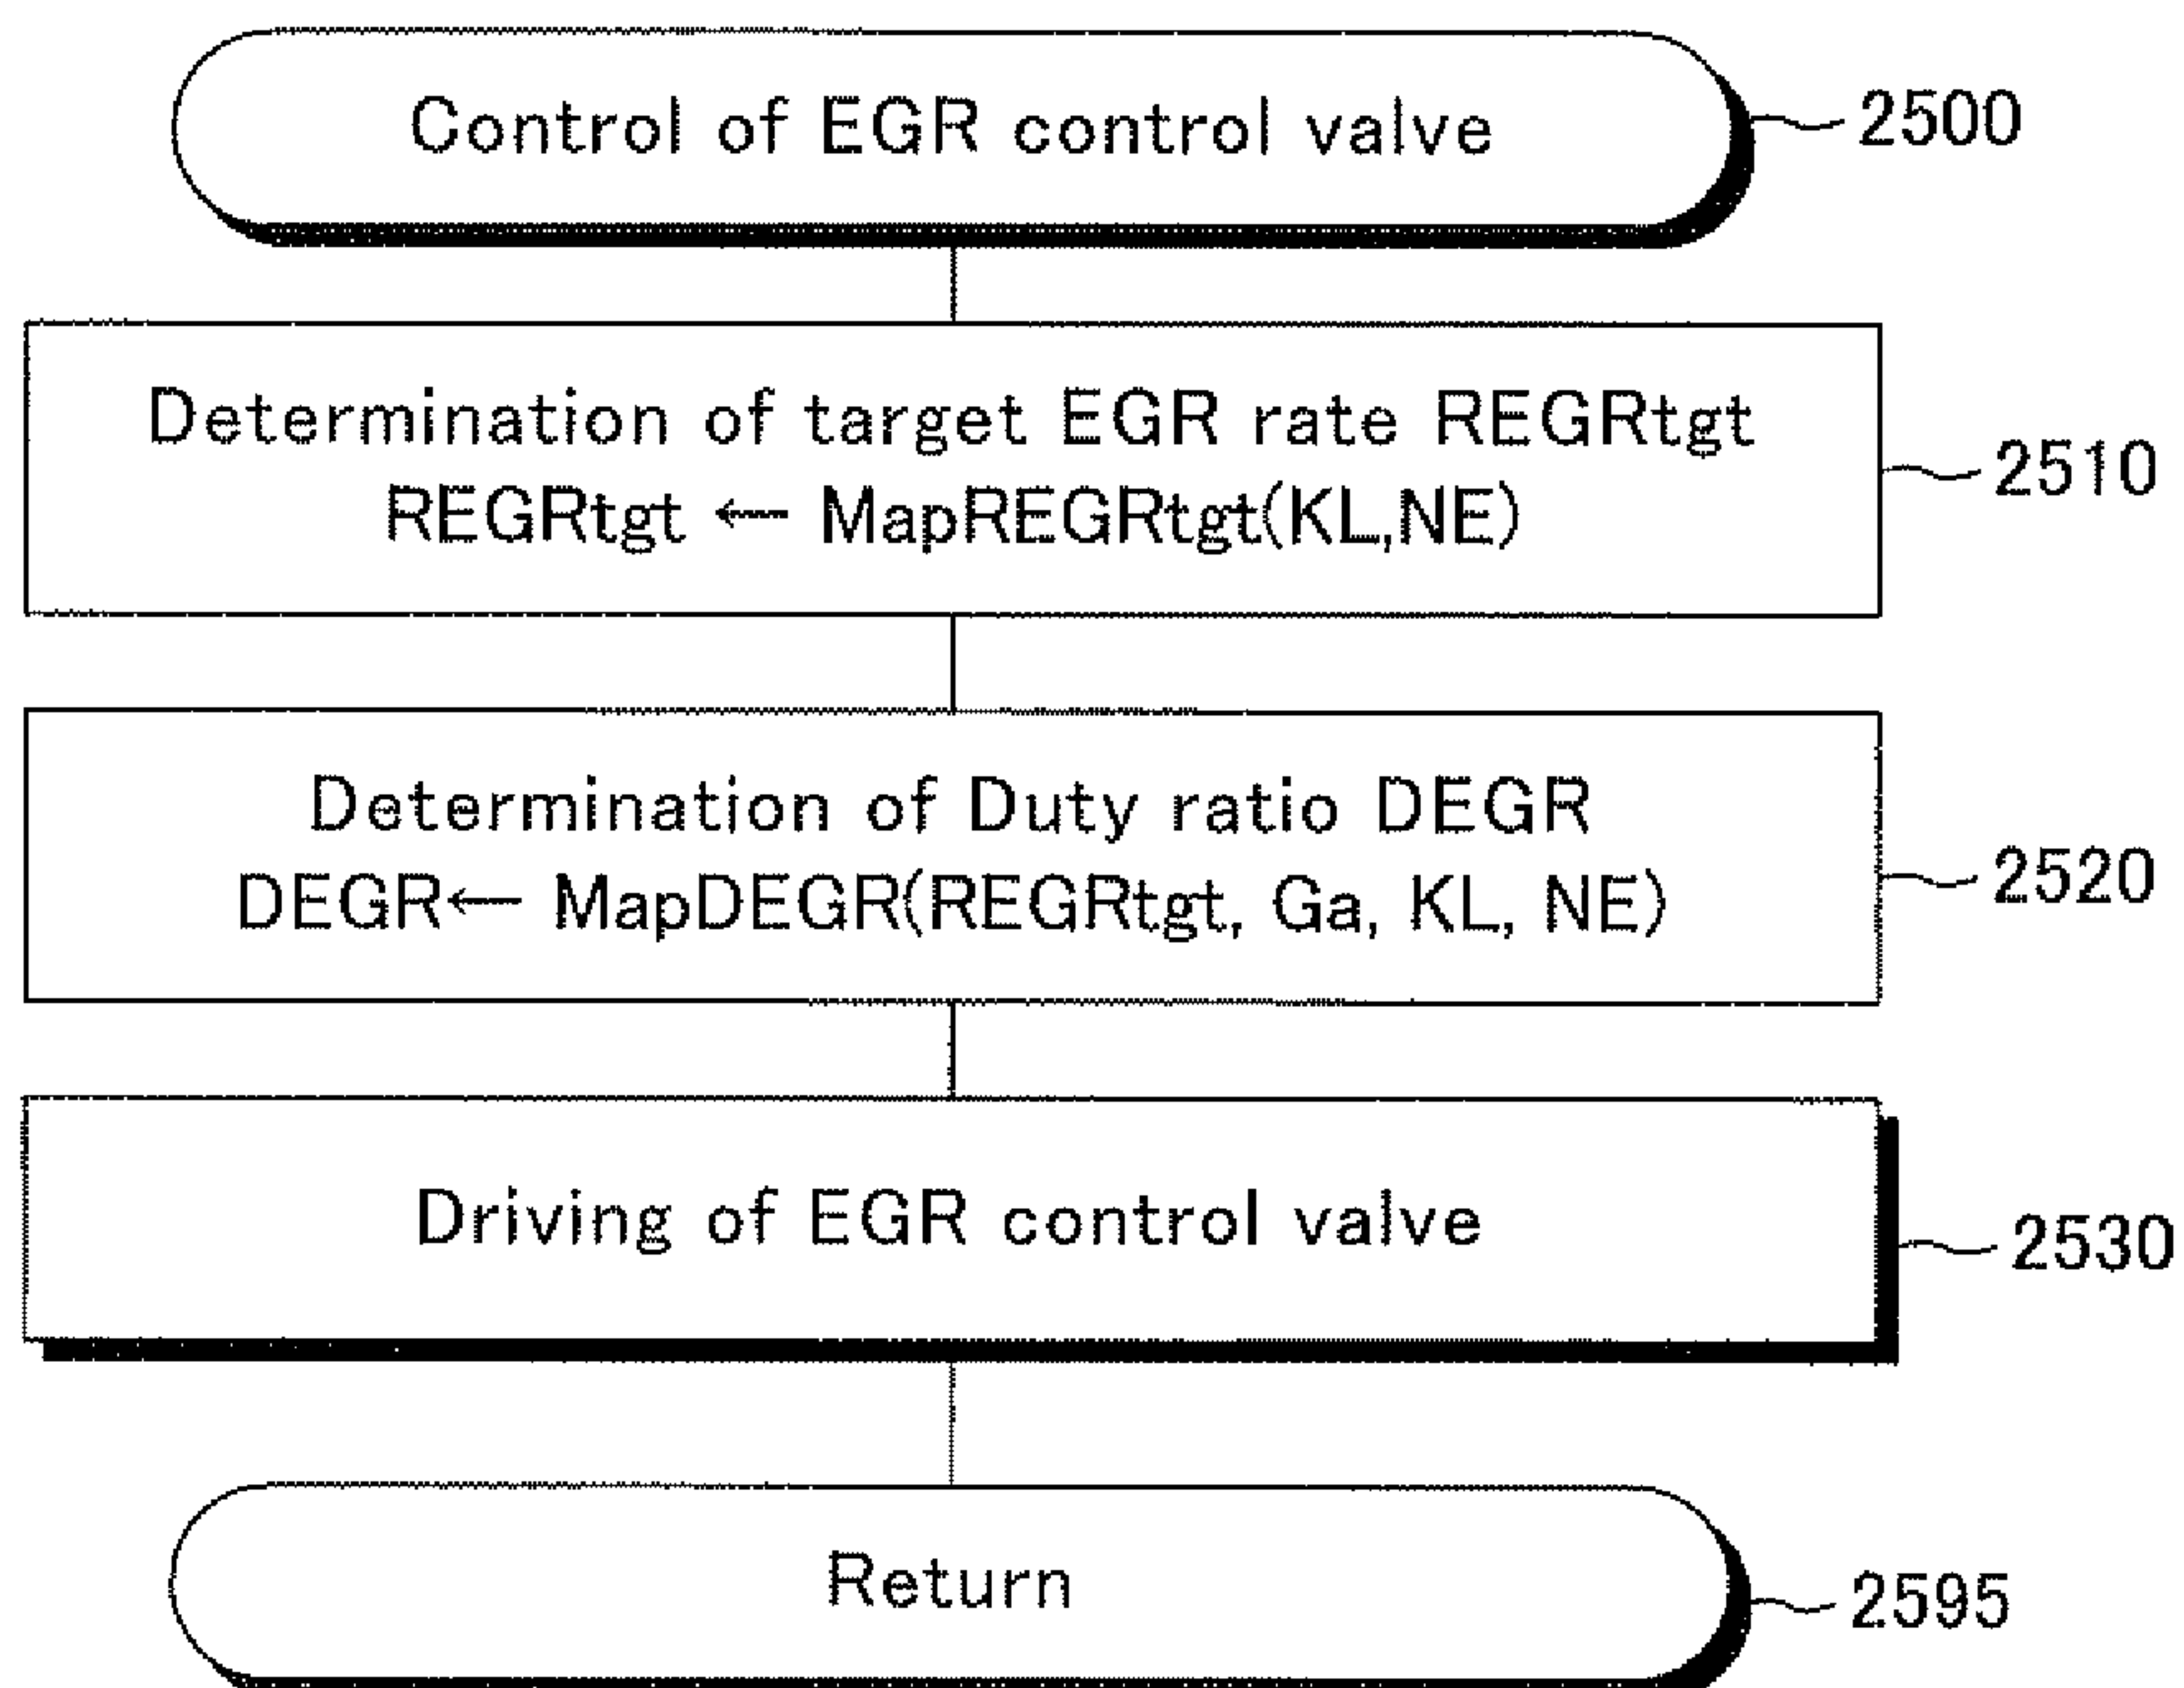 Control of EGR control valve
2500
Determination of target EGR rate REGRtgt
REGRtgt ← MapREGRtgt(KL,NE)
2510
Determination of Duty ratio DEGR
DEGR← MapDEGR(REGRtgt, Ga, KL, NE)
2520
Driving of EGR control valve
2530
Return
2595